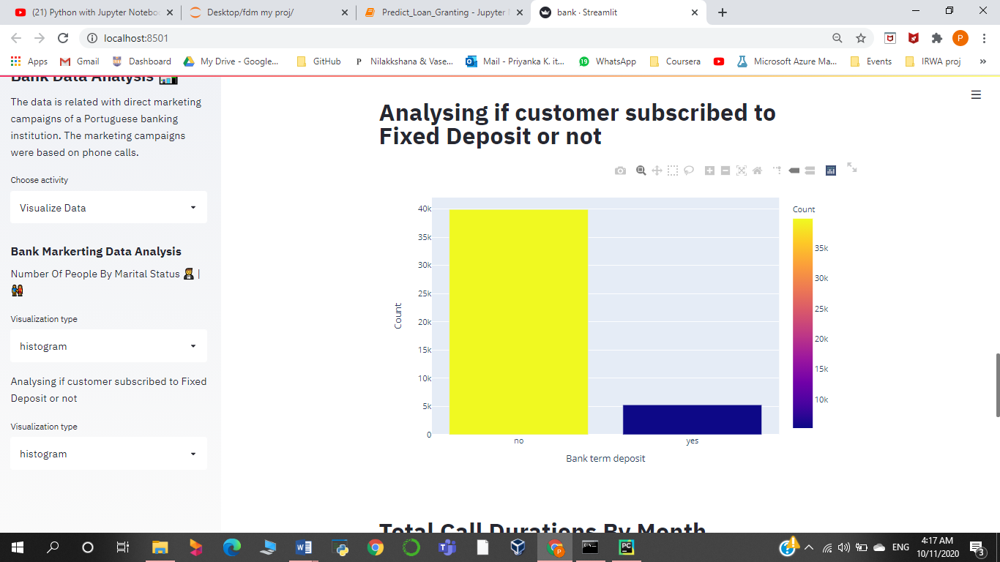 (21) Python with Jupyter Notebo
Desktop/fdm my proj/
Predict_Loan_Granting - Jupyter
bank · Streamlit
localhost:8501
P
Apps
Gmail
Dashboard
My Drive - Google...
GitHub
P
Nilakkshana & Vase...
Mail - Priyanka K. it...
19
WhatsApp
Coursera
Microsoft Azure Ma...
Events
IRWA proj
»
Bank Data Analysis
The data is related with direct marketing
campaigns of a Portuguese banking
institution. The marketing campaigns
were based on phone calls.
Choose activity
Visualize Data
Bank Markerting Data Analysis
Number Of People By Marital Status |
Visualization type
histogram
Analysing if customer subscribed to Fixed
Deposit or not
Visualization type
histogram
Analysing if customer subscribed to
Fixed Deposit or not
40k
35k
30k
25k
20k
15k
10k
5k
0
Count
no
yes
Bank term deposit
Count
35k
30k
25k
20k
15k
10k
Total Call Durations By Month
W
P
PC
ENG
4:17 AM
10/11/2020
3